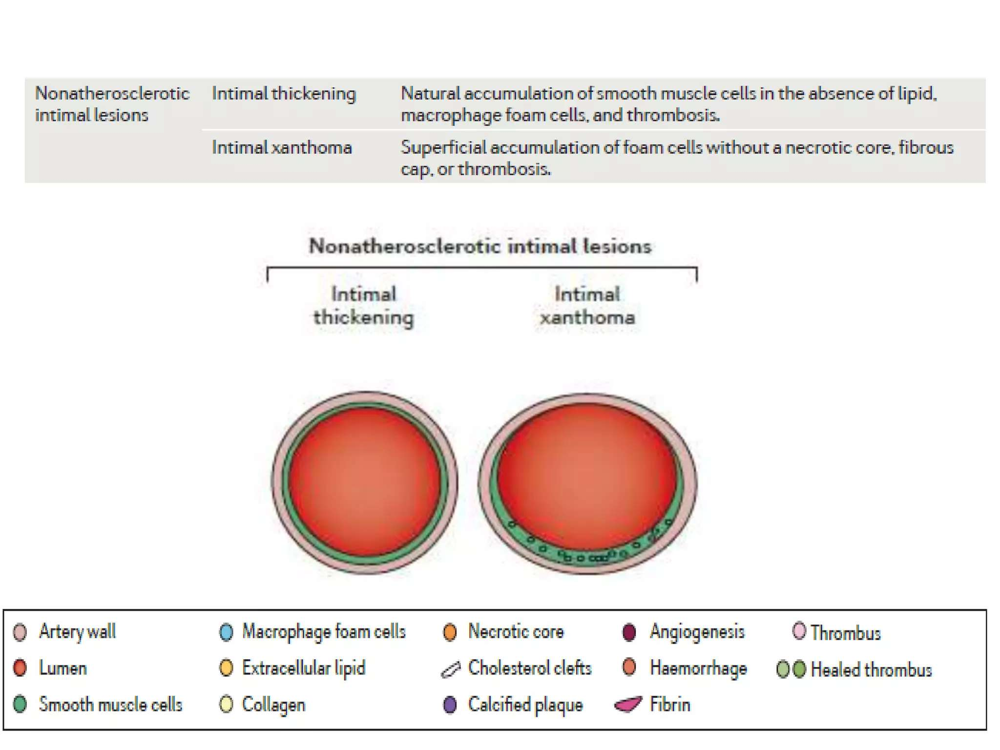 Nonatherosclerotic
intimal lesions
Intimal thickening
Natural accumulation of smooth muscle cells in the absence of lipid,
macrophage foam cells, and thrombosis.
Intimal xanthoma
Superficial accumulation of foam cells without a necrotic core, fibrous
cap, or thrombosis.
Nonatherosclerotic intimal lesions
Intimal
thickening
Intimal
xanthoma
Artery wall
Macrophage foam cells
Necrotic core
Angiogenesis
Thrombus
Lumen
Extracellular lipid
Cholesterol clefts
Haemorrhage
Healed thrombus
Smooth muscle cells
Collagen
Calcified plaque
Fibrin